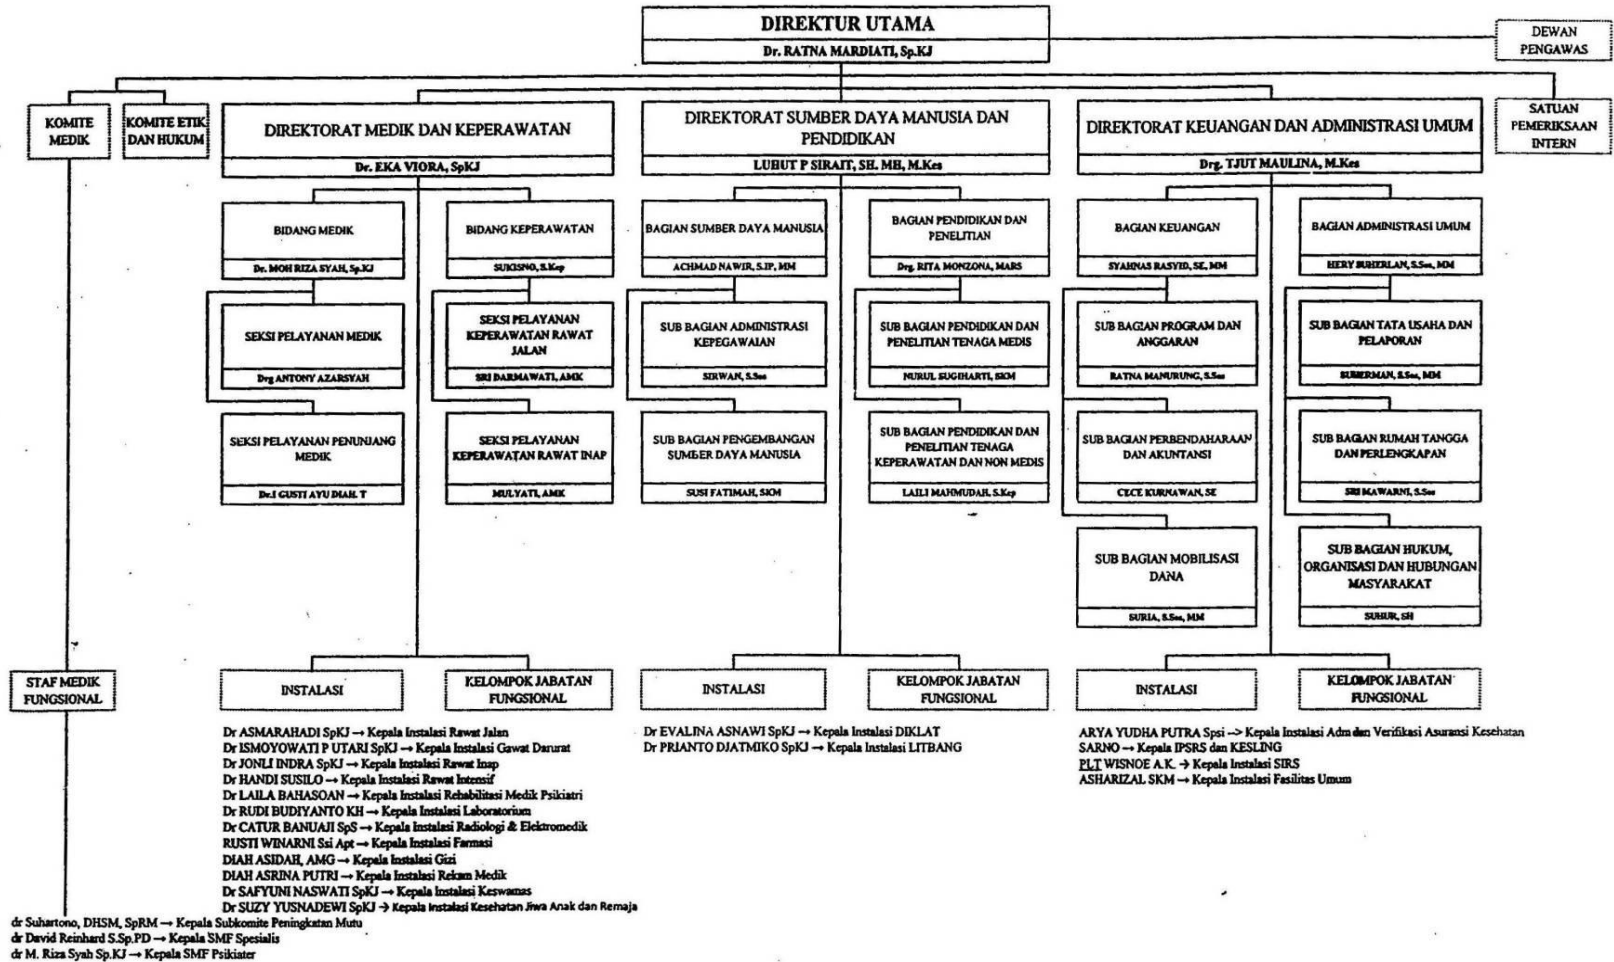 DIREKTUR UTAMA
Dr. RATNA MARDIATI, Sp.KJ
DEWAN
PENGAWAS
KOMITE
MEDIK
KOMITE ETIK
DAN HUKUM
DIREKTORAT MEDIK DAN KEPERAWATAN
Dr. EKA VIORA, SpKJ
DIREKTORAT SUMBER DAYA MANUSIA DAN
PENDIDIKAN
LUHUT P SIRAIT, SH. MH, M.Kes
DIREKTORAT KEUANGAN DAN ADMINISTRASI UMUM
Drg. TJUT MAULINA, M.Kes
SATUAN
PEMERIKSAAN
INTERN
BIDANG MEDIK
Dr. MOH RIZA SYAH, Sp.KJ
BIDANG KEPERAWATAN
SUKISNO, S.Kep
BAGIAN SUMBER DAYA MANUSIA
ACHMAD NAWIR, S.IP, MM
BAGIAN PENDIDIKAN DAN
PENELITIAN
Drg. RITA MONZONA, MARS
BAGIAN KEUANGAN
SYAHNAS RASYID, SE, MM
BAGIAN ADMINISTRASI UMUM
HERY SUHERLAN, S.Sos, MM
SEKSI PELAYANAN MEDIK
Drg ANTONY AZARSYAH
SEKSI PELAYANAN
KEPERAWATAN RAWAT
JALAN
SRI DARMAWATI, AMK
SUB BAGIAN ADMINISTRASI
KEPEGAWAIAN
SIRWAN, S.Sos
SUB BAGIAN PENDIDIKAN DAN
PENELITIAN TENAGA MEDIS
NURUL SUGIHARTI, SKM
SUB BAGIAN PROGRAM DAN
ANGGARAN
RATNA MANURUNG, S.Sos
SUB BAGIAN TATA USAHA DAN
PELAPORAN
SUHERMAN, S.Sos, MM
SEKSI PELAYANAN PENUNJANG
MEDIK
Dr.I GUSTI AYU DIAH. T
SEKSI PELAYANAN
KEPERAWATAN RAWAT INAP
MULYATI, AMK
SUB BAGIAN PENGEMBANGAN
SUMBER DAYA MANUSIA
SUSI FATIMAH, SKM
SUB BAGIAN PENDIDIKAN DAN
PENELITIAN TENAGA
KEPERAWATAN DAN NON MEDIS
LAILI MAHMUDAH, S.Kep
SUB BAGIAN PERBENDAHARAAN
DAN AKUNTANSI
CECE KURNAWAN, SE
SUB BAGIAN RUMAH TANGGA
DAN PERLENGKAPAN
SRI MAWARNI, S.Sos
SUB BAGIAN MOBILISASI
DANA
SURIA, S.Sos, MM
SUB BAGIAN HUKUM,
ORGANISASI DAN HUBUNGAN
MASYARAKAT
SUHUR, SH
STAF MEDIK
FUNGSIONAL
INSTALASI
KELOMPOK JABATAN
FUNGSIONAL
INSTALASI
KELOMPOK JABATAN
FUNGSIONAL
INSTALASI
KELOMPOK JABATAN
FUNGSIONAL
Dr ASMARAHADI SpKJ → Kepala Instalasi Rawat Jalan
Dr ISMOYOWATI P UTARI SpKJ → Kepala Instalasi Gawat Darurat
Dr JONLI INDRA SpKJ → Kepala Instalasi Rawat Inap
Dr HANDI SUSILO → Kepala Instalasi Rawat Intensif
Dr LAILA BAHASOAN → Kepala Instalasi Rehabilitasi Medik Psikiatri
Dr RUDI BUDIYANTO KH → Kepala Instalasi Laboratorium
Dr CATUR BANUAJI SpS → Kepala Instalasi Radiologi & Elektromedik
RUSTI WINARNI Ssi Apt → Kepala Instalasi Farmasi
DIAH ASIDAH, AMG → Kepala Instalasi Gizi
DIAH ASRINA PUTRI → Kepala Instalasi Rekam Medik
Dr SAFYUNI NASWATI SpKJ → Kepala Instalasi Keswamas
Dr SUZY YUSNADEWI SpKJ → Kepala Instalasi Kesehatan Jiwa Anak dan Remaja
Dr EVALINA ASNAWI SpKJ → Kepala Instalasi DIKLAT
Dr PRIANTO DJATMIKO SpKJ → Kepala Instalasi LITBANG
ARYA YUDHA PUTRA Spsi --> Kepala Instalasi Adm dan Verifikasi Asuransi Kesehatan
SARNO → Kepala IPSRS dan KESLING
PLT WISNOE A.K. → Kepala Instalasi SIRS
ASHARIZAL SKM → Kepala Instalasi Fasilitas Umum
dr Suhartono, DHSM, SpRM → Kepala Subkomite Peningkatan Mutu
dr David Reinhard S.Sp.PD → Kepala SMF Spesialis
dr M. Riza Syah Sp.KJ → Kepala SMF Psikiater